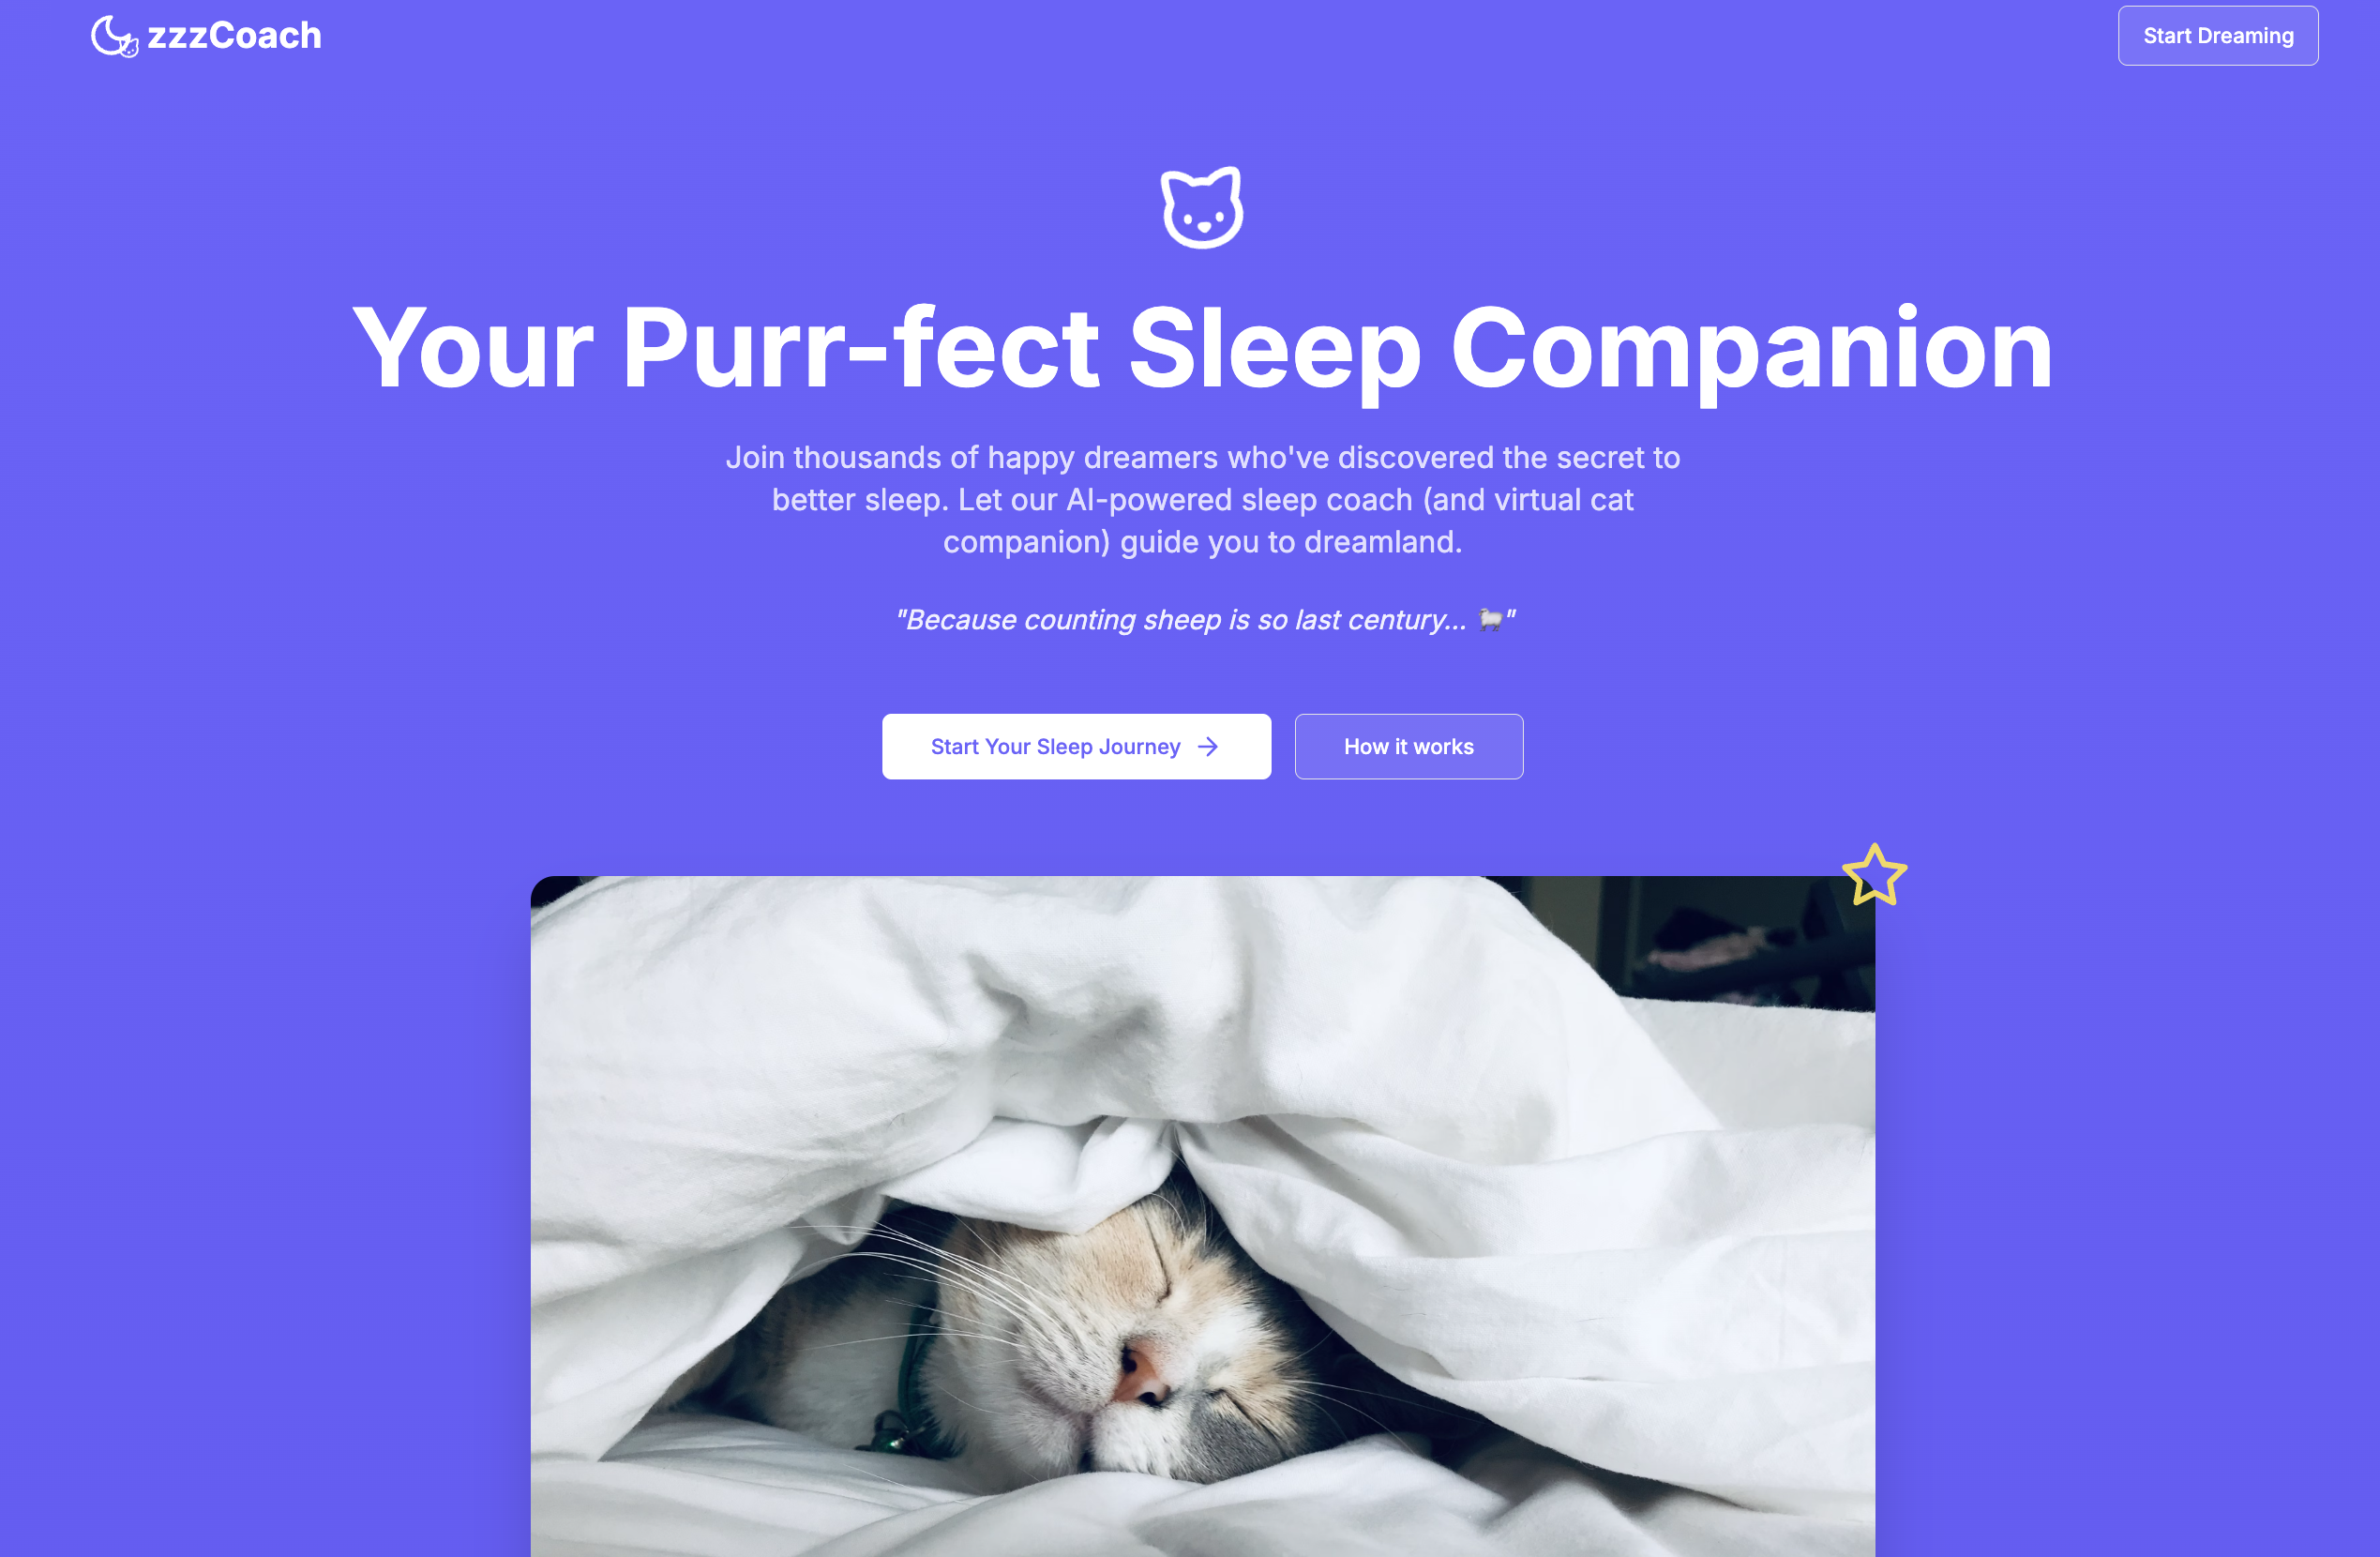 zzzCoach
Start Dreaming
Your Purr-fect Sleep Companion
Join thousands of happy dreamers who've discovered the secret to
better sleep. Let our AI-powered sleep coach (and virtual cat
companion) guide you to dreamland.
"Because counting sheep is so last century... 🐑"
Start Your Sleep Journey →
How it works